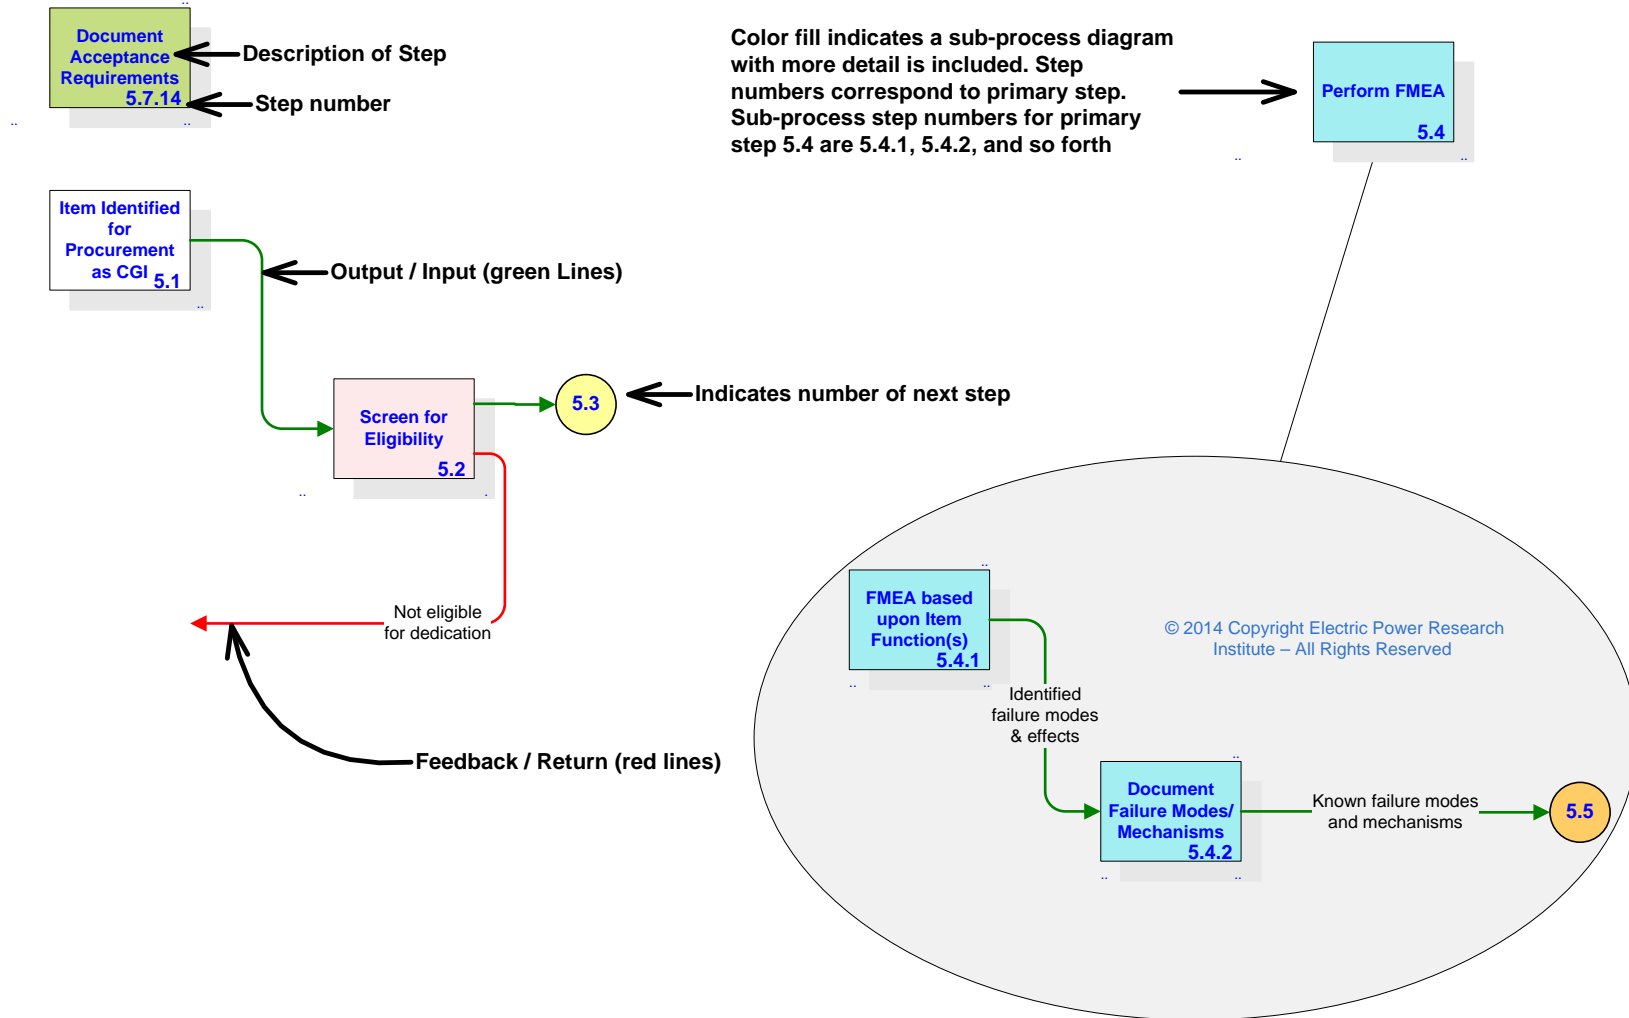 Document
Acceptance
Requirements
5.7.14
Description of Step
Step number
Color fill indicates a sub-process diagram
with more detail is included. Step
numbers correspond to primary step.
Sub-process step numbers for primary
step 5.4 are 5.4.1, 5.4.2, and so forth
Perform FMEA
5.4
Item Identified
for
Procurement
as CGI
5.1
Output / Input (green Lines)
Screen for
Eligibility
5.2
5.3
Indicates number of next step
Not eligible
for dedication
Feedback / Return (red lines)
FMEA based
upon Item
Function(s)
5.4.1
© 2014 Copyright Electric Power Research
Institute – All Rights Reserved
Identified
failure modes
& effects
Document
Failure Modes/
Mechanisms
5.4.2
Known failure modes
and mechanisms
5.5